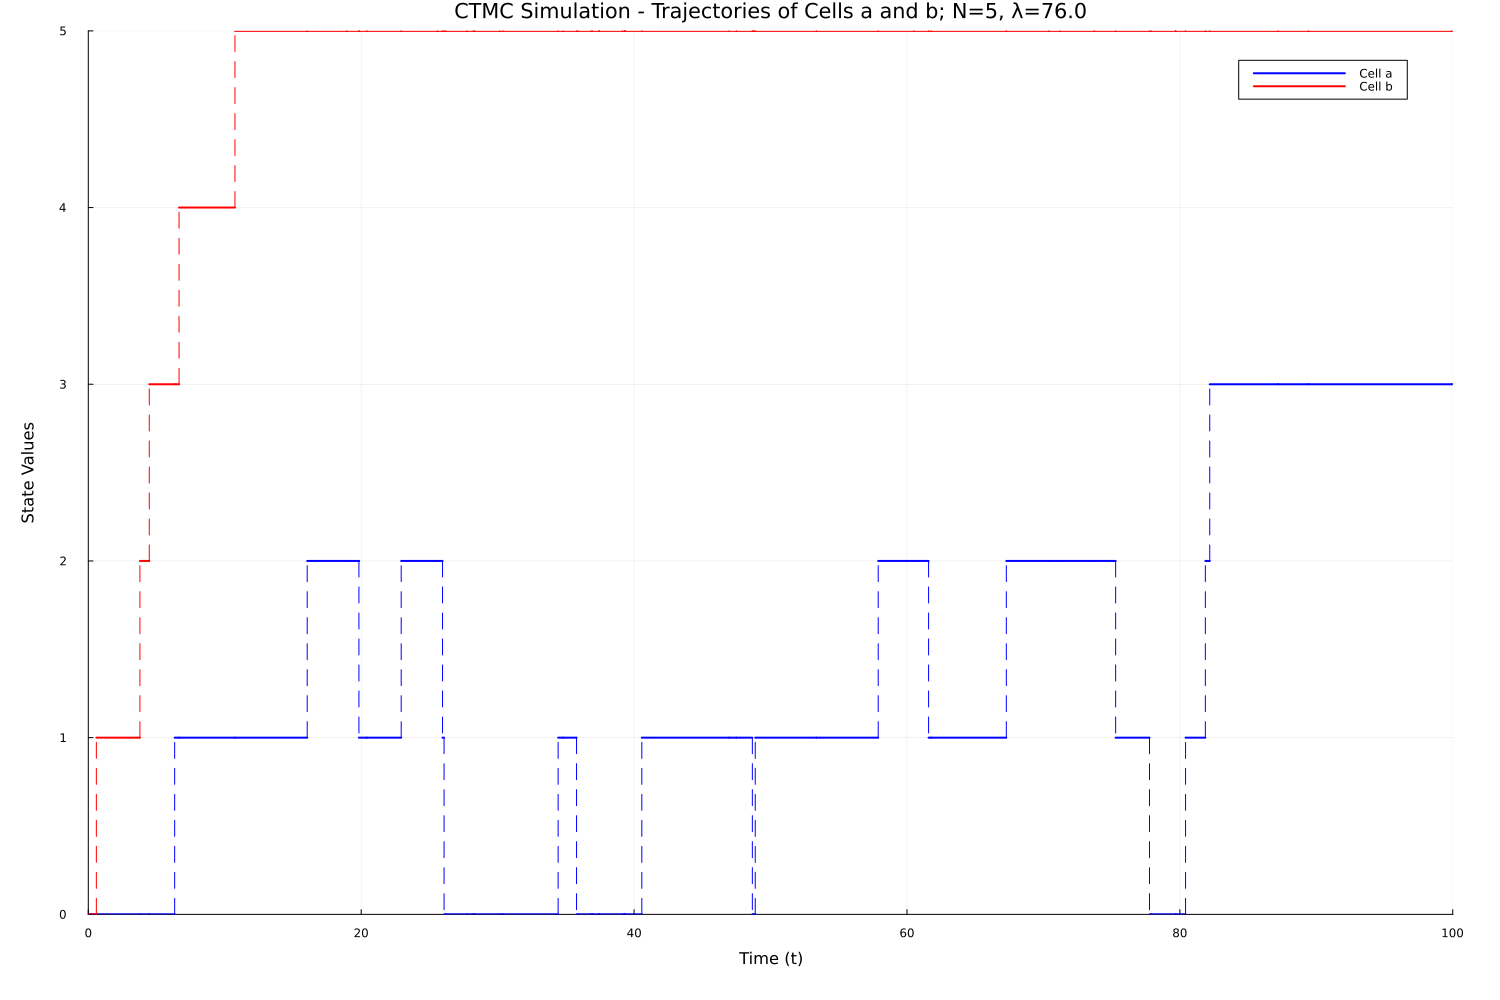 CTMC Simulation - Trajectories of Cells a and b; N=5, λ=76.0
5
4
3
2
1
0
State Values
Cell a
Cell b
0 20 40 60 80 100
Time (t)